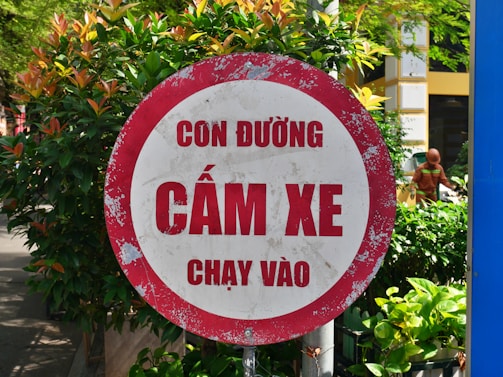 CON ĐƯỜNG
CẤM XE
CHẠY VÀO